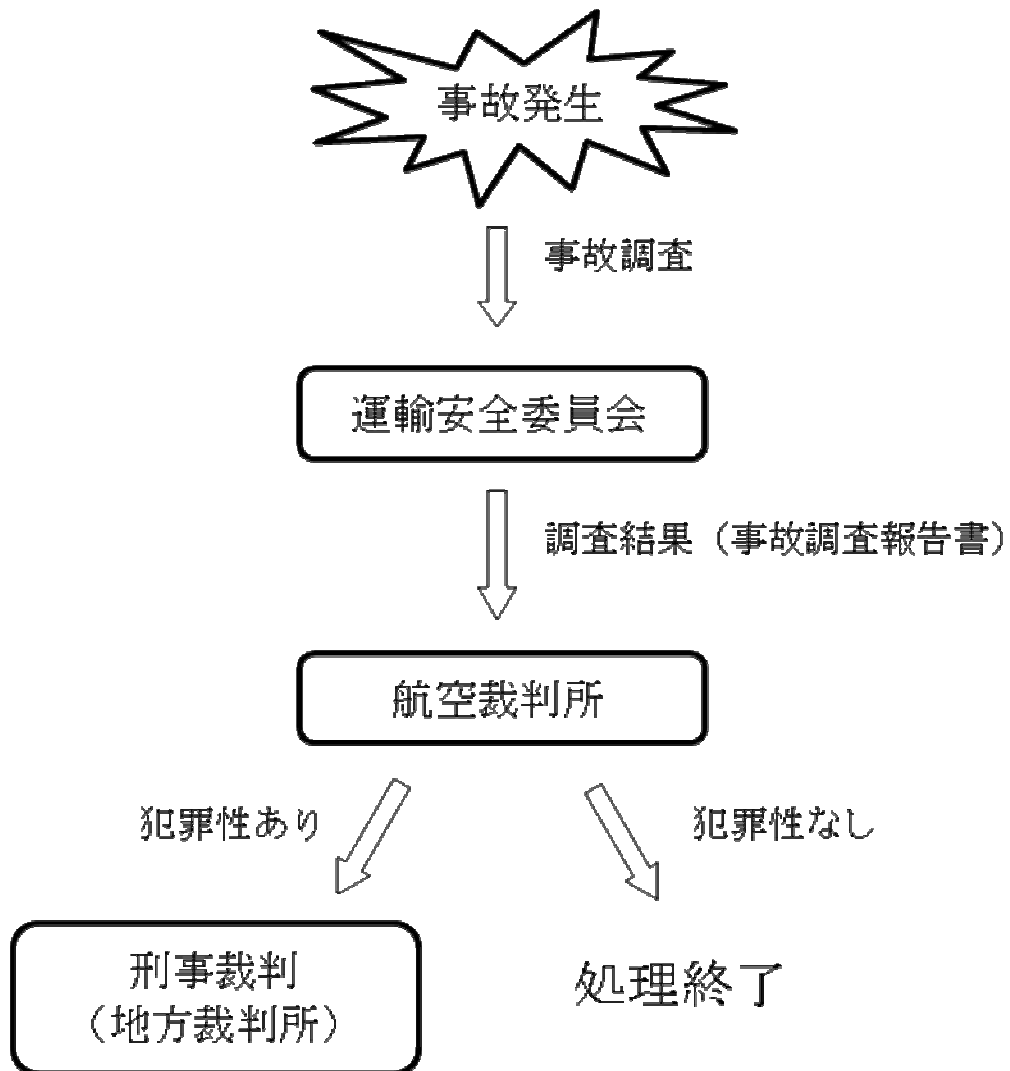 事故発生
事故調査
運輸安全委員会
調査結果（事故調査報告書）
航空裁判所
犯罪性あり
犯罪性なし
刑事裁判
（地方裁判所）
処理終了